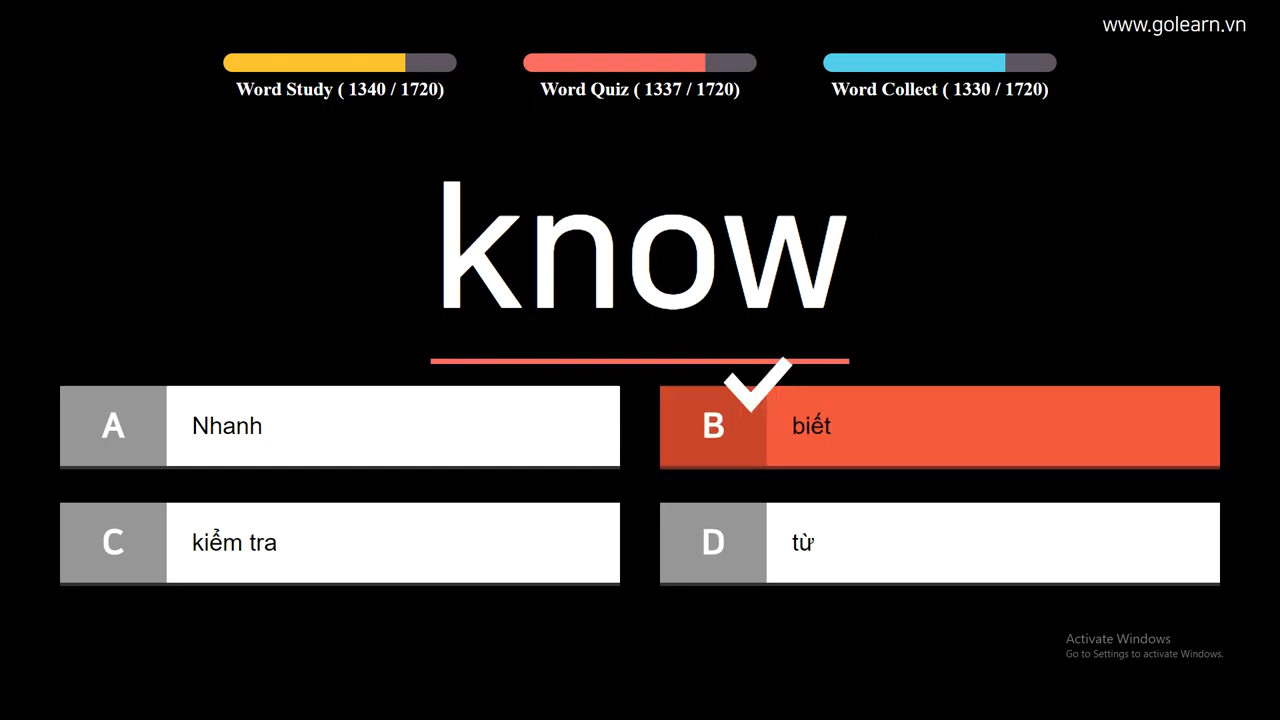 www.golearn.vn
Word Study ( 1340 / 1720)
Word Quiz ( 1337 / 1720)
Word Collect ( 1330 / 1720)
know
A Nhanh
B biết
C kiểm tra
D từ
Activate Windows
Go to Settings to activate Windows.